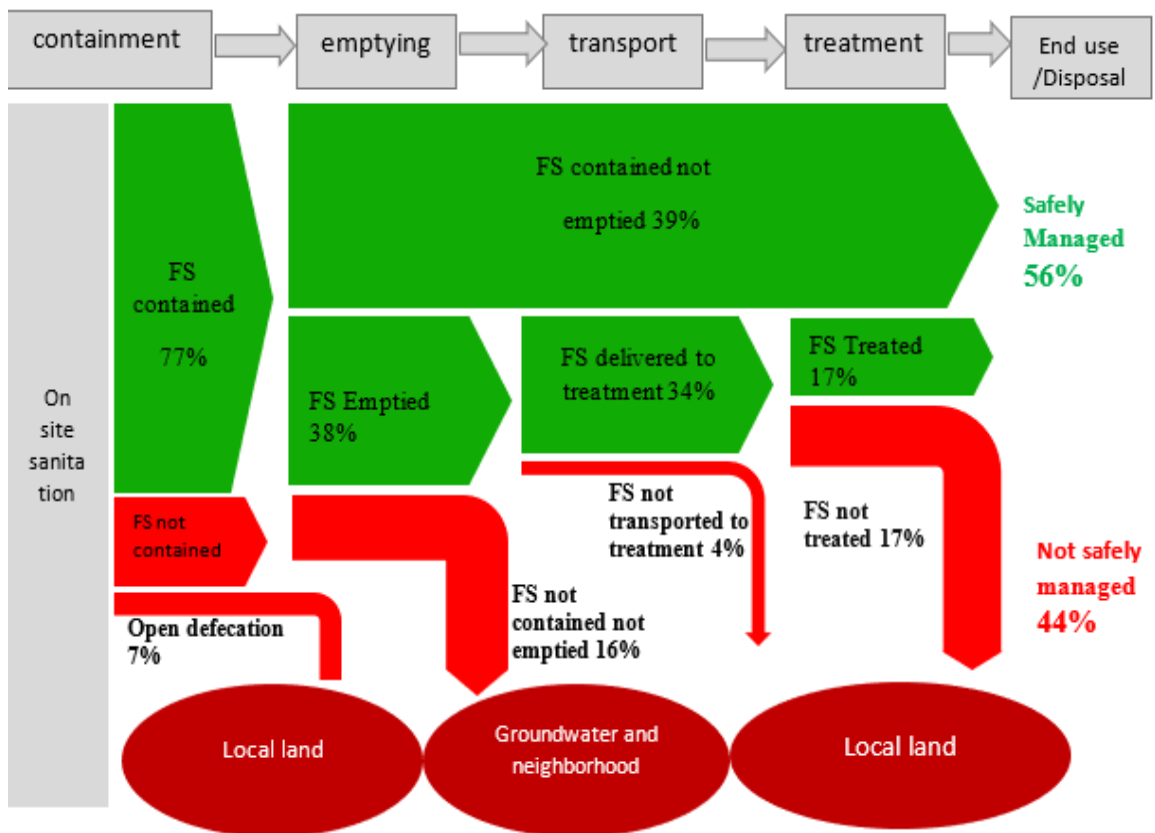 containment
emptying
transport
treatment
End use
/Disposal
On
site
sanita
tion
FS
contained
77%
FS contained not
emptied 39%
Safely
Managed
56%
FS Emptied
38%
FS delivered to
treatment 34%
FS Treated
17%
FS not
contained
Open defecation
7%
FS not
contained not
emptied 16%
FS not
transported to
treatment 4%
FS not
treated 17%
Not safely
managed
44%
Local land
Groundwater and
neighborhood
Local land